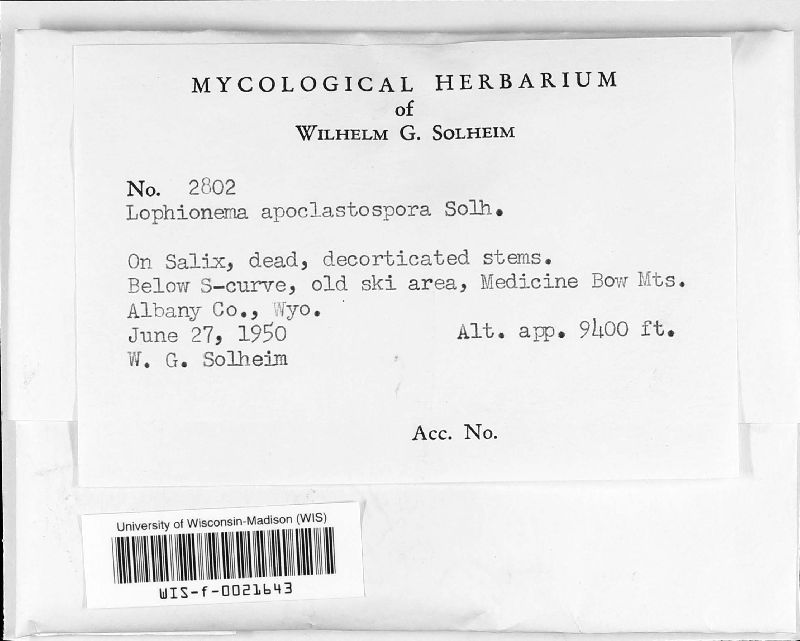 MYCOLOGICAL HERBARIUM
of
WILHELM G. SOLHEIM
No. 2802
Lophionema apoclastospora Solh.
On Salix, dead, decorticated stems.
Below S-curve, old ski area, Medicine Bow Mts.
Albany Co., Wyo.
June 27, 1950 Alt. app. 9400 ft.
W. G. Solheim
Acc. No.
University of Wisconsin-Madison (WIS)
WIS-f-0021643